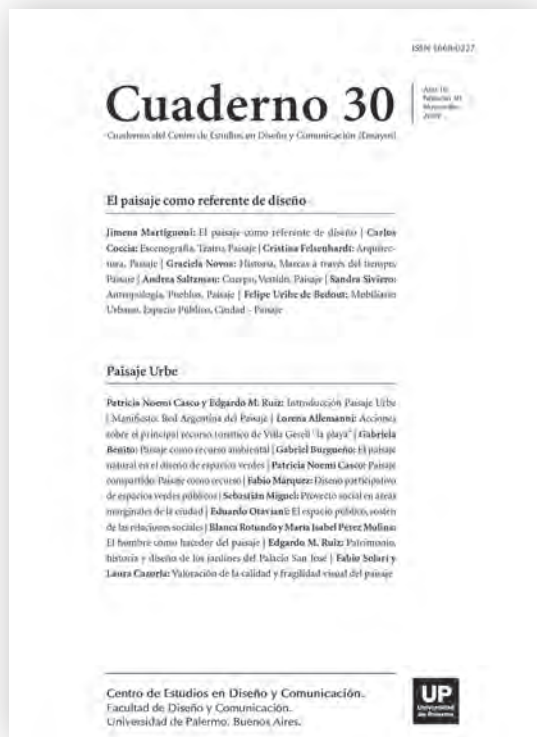 ISSN 1668-0227
Cuaderno 30
Año 10
Número 30
Noviembre
2009
Cuadernos del Centro de Estudios en Diseño y Comunicación [Ensayos]
El paisaje como referente de diseño
Jimena Martignoni: El paisaje como referente de diseño | Carlos
Coccia: Escenografía, Teatro, Paisaje | Cristina Felsenhardt: Arquitec-
tura, Paisaje | Graciela Novoa: Historia, Marcas a través del tiempo,
Paisaje | Andrea Saltzman: Cuerpo, Vestido, Paisaje | Sandra Siviero:
Antropología, Pueblos, Paisaje | Felipe Uribe de Bedout: Mobiliario
Urbano, Espacio Público, Ciudad - Paisaje
Paisaje Urbe
Patricia Noemí Casco y Edgardo M. Ruiz: Introducción Paisaje Urbe
| Manifiesto: Red Argentina del Paisaje | Lorena Allemanni: Acciones
sobre el principal recurso turístico de Villa Gesell "la playa" | Gabriela
Benito: Paisaje como recurso ambiental | Gabriel Burgueño: El paisaje
natural en el diseño de espacios verdes | Patricia Noemí Casco: Paisaje
compartido. Paisaje como recurso | Fabio Márquez: Diseño participativo
de espacios verdes públicos | Sebastián Miguel: Proyecto social en áreas
marginales de la ciudad | Eduardo Otaviani: El espacio público, sostén
de las relaciones sociales | Blanca Rotundo y María Isabel Pérez Molina:
El hombre como hacedor del paisaje | Edgardo M. Ruiz: Patrimonio,
historia y diseño de los jardines del Palacio San José | Fabio Solari y
Laura Cazorla: Valoración de la calidad y fragilidad visual del paisaje
Centro de Estudios en Diseño y Comunicación.
Facultad de Diseño y Comunicación.
Universidad de Palermo. Buenos Aires.
UP
Universidad
de Palermo